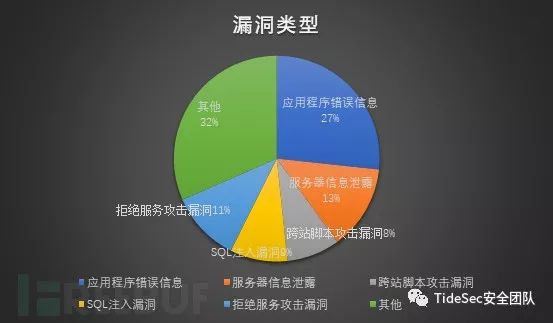 漏洞类型
其他
32%
应用程序错误信息
27%
服务器信息泄露
13%
跨站脚本攻击漏洞8%
拒绝服务攻击漏洞11%
SQL注入漏洞9%
应用程序错误信息
服务器信息泄露
跨站脚本攻击漏洞
SQL注入漏洞
拒绝服务攻击漏洞
其他
TideSec安全团队
REEBUF